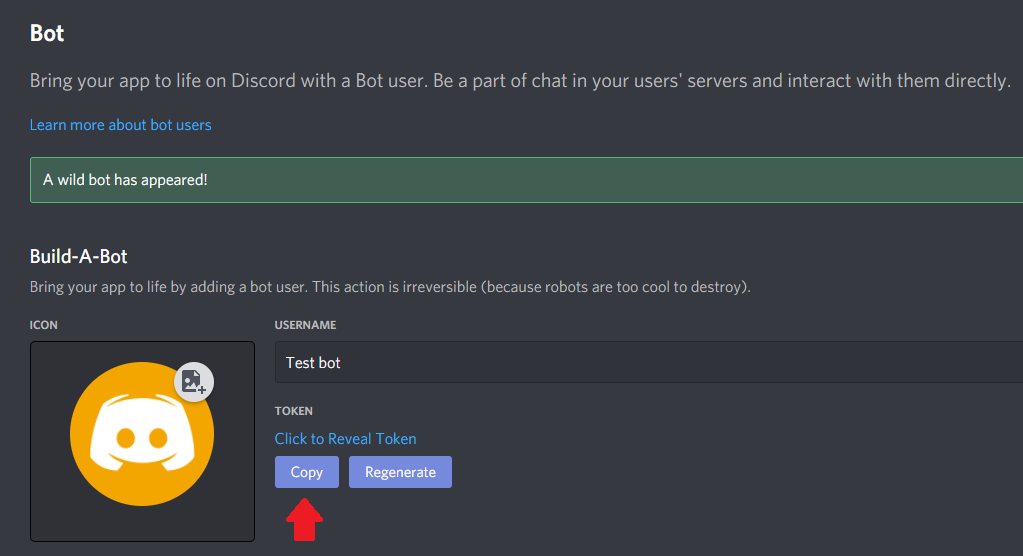 Bot
Bring your app to life on Discord with a Bot user. Be a part of chat in your users' servers and interact with them directly.
Learn more about bot users
A wild bot has appeared!
Build-A-Bot
Bring your app to life by adding a bot user. This action is irreversible (because robots are too cool to destroy).
ICON
USERNAME
Test bot
TOKEN
Click to Reveal Token
Copy
Regenerate